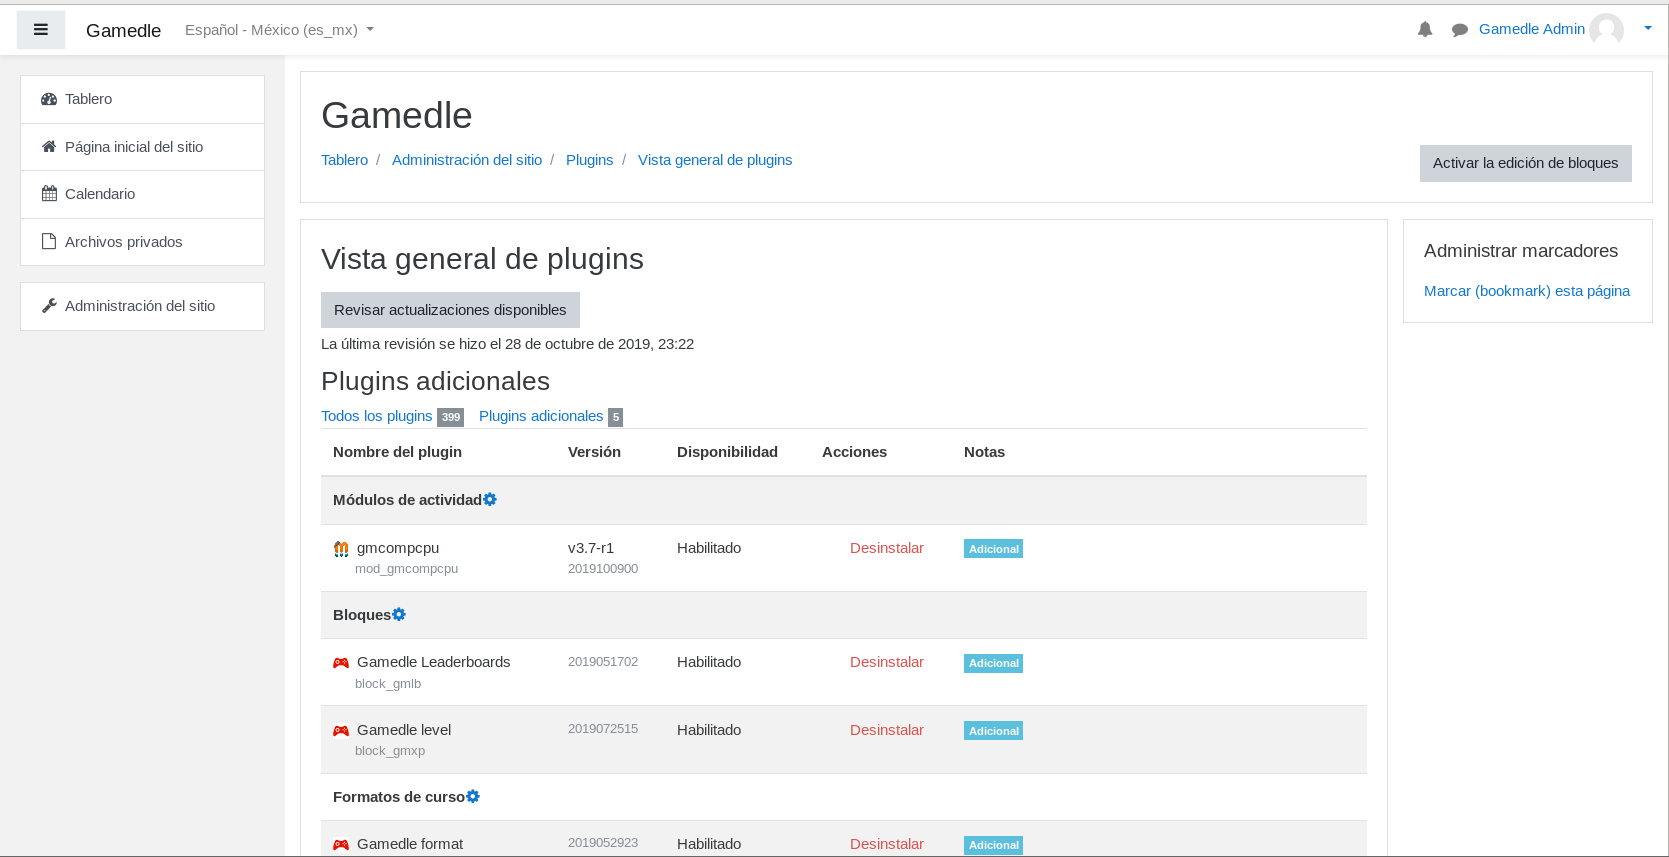 Gamedle Español - México (es_mx) Gamedle Admin
Tablero
Página inicial del sitio
Calendario
Archivos privados
Administración del sitio
Gamedle
Tablero / Administración del sitio / Plugins / Vista general de plugins
Activar la edición de bloques
Vista general de plugins
Revisar actualizaciones disponibles
La última revisión se hizo el 28 de octubre de 2019, 23:22
Plugins adicionales
Todos los plugins 399 Plugins adicionales 5
Nombre del plugin Versión Disponibilidad Acciones Notas
Módulos de actividad
gmcompcpu v3.7-r1 Habilitado Desinstalar Adicional
mod_gmcompcpu 2019100900
Bloques
Gamedle Leaderboards 2019051702 Habilitado Desinstalar Adicional
block_gmlb
Gamedle level 2019072515 Habilitado Desinstalar Adicional
block_gmxp
Formatos de curso
Gamedle format 2019052923 Habilitado Desinstalar Adicional
Administrar marcadores
Marcar (bookmark) esta página